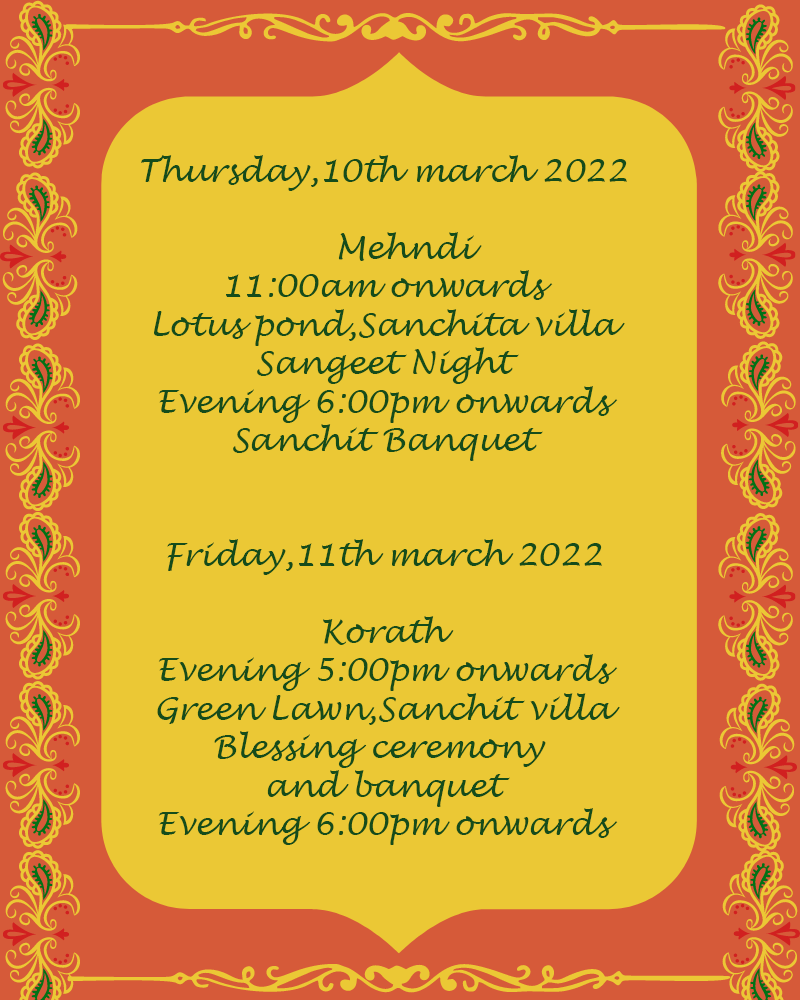 Thursday,10th march 2022
Mehndi
11:00am onwards
Lotus pond,Sanchita villa
Sangeet Night
Evening 6:00pm onwards
Sanchit Banquet
Friday,11th march 2022
Korath
Evening 5:00pm onwards
Green Lawn,Sanchit villa
Blessing ceremony
and banquet
Evening 6:00pm onwards